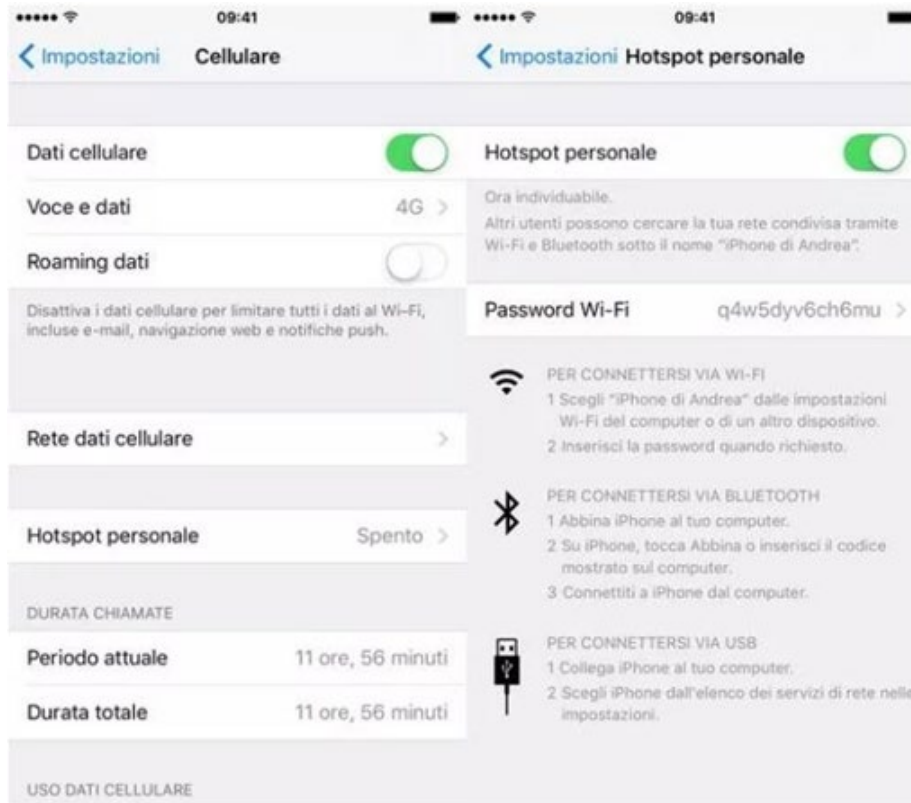 09:41
Impostazioni Cellulare
Dati cellulare
Voce e dati 4G
Roaming dati
Disattiva i dati cellulare per limitare tutti i dati al Wi-Fi,
incluse e-mail, navigazione web e notifiche push.
Rete dati cellulare
Hotspot personale Spento
DURATA CHIAMATE
Periodo attuale 11 ore, 56 minuti
Durata totale 11 ore, 56 minuti
USO DATI CELLULARE
09:41
Impostazioni Hotspot personale
Hotspot personale
Ora individuabile.
Altri utenti possono cercare la tua rete condivisa tramite
Wi-Fi e Bluetooth sotto il nome "iPhone di Andrea".
Password Wi-Fi q4w5dyv6ch6mu
PER CONNETTERSI VIA WI-FI
1 Scegli "iPhone di Andrea" dalle impostazioni
Wi-Fi del computer o di un altro dispositivo.
2 Inserisci la password quando richiesto.
PER CONNETTERSI VIA BLUETOOTH
1 Abbina iPhone al tuo computer.
2 Su iPhone, tocca Abbina o inserisci il codice
mostrato sul computer.
3 Connettiti a iPhone dal computer.
PER CONNETTERSI VIA USB
1 Collega iPhone al tuo computer.
2 Scegli iPhone dall'elenco dei servizi di rete nelle
impostazioni.